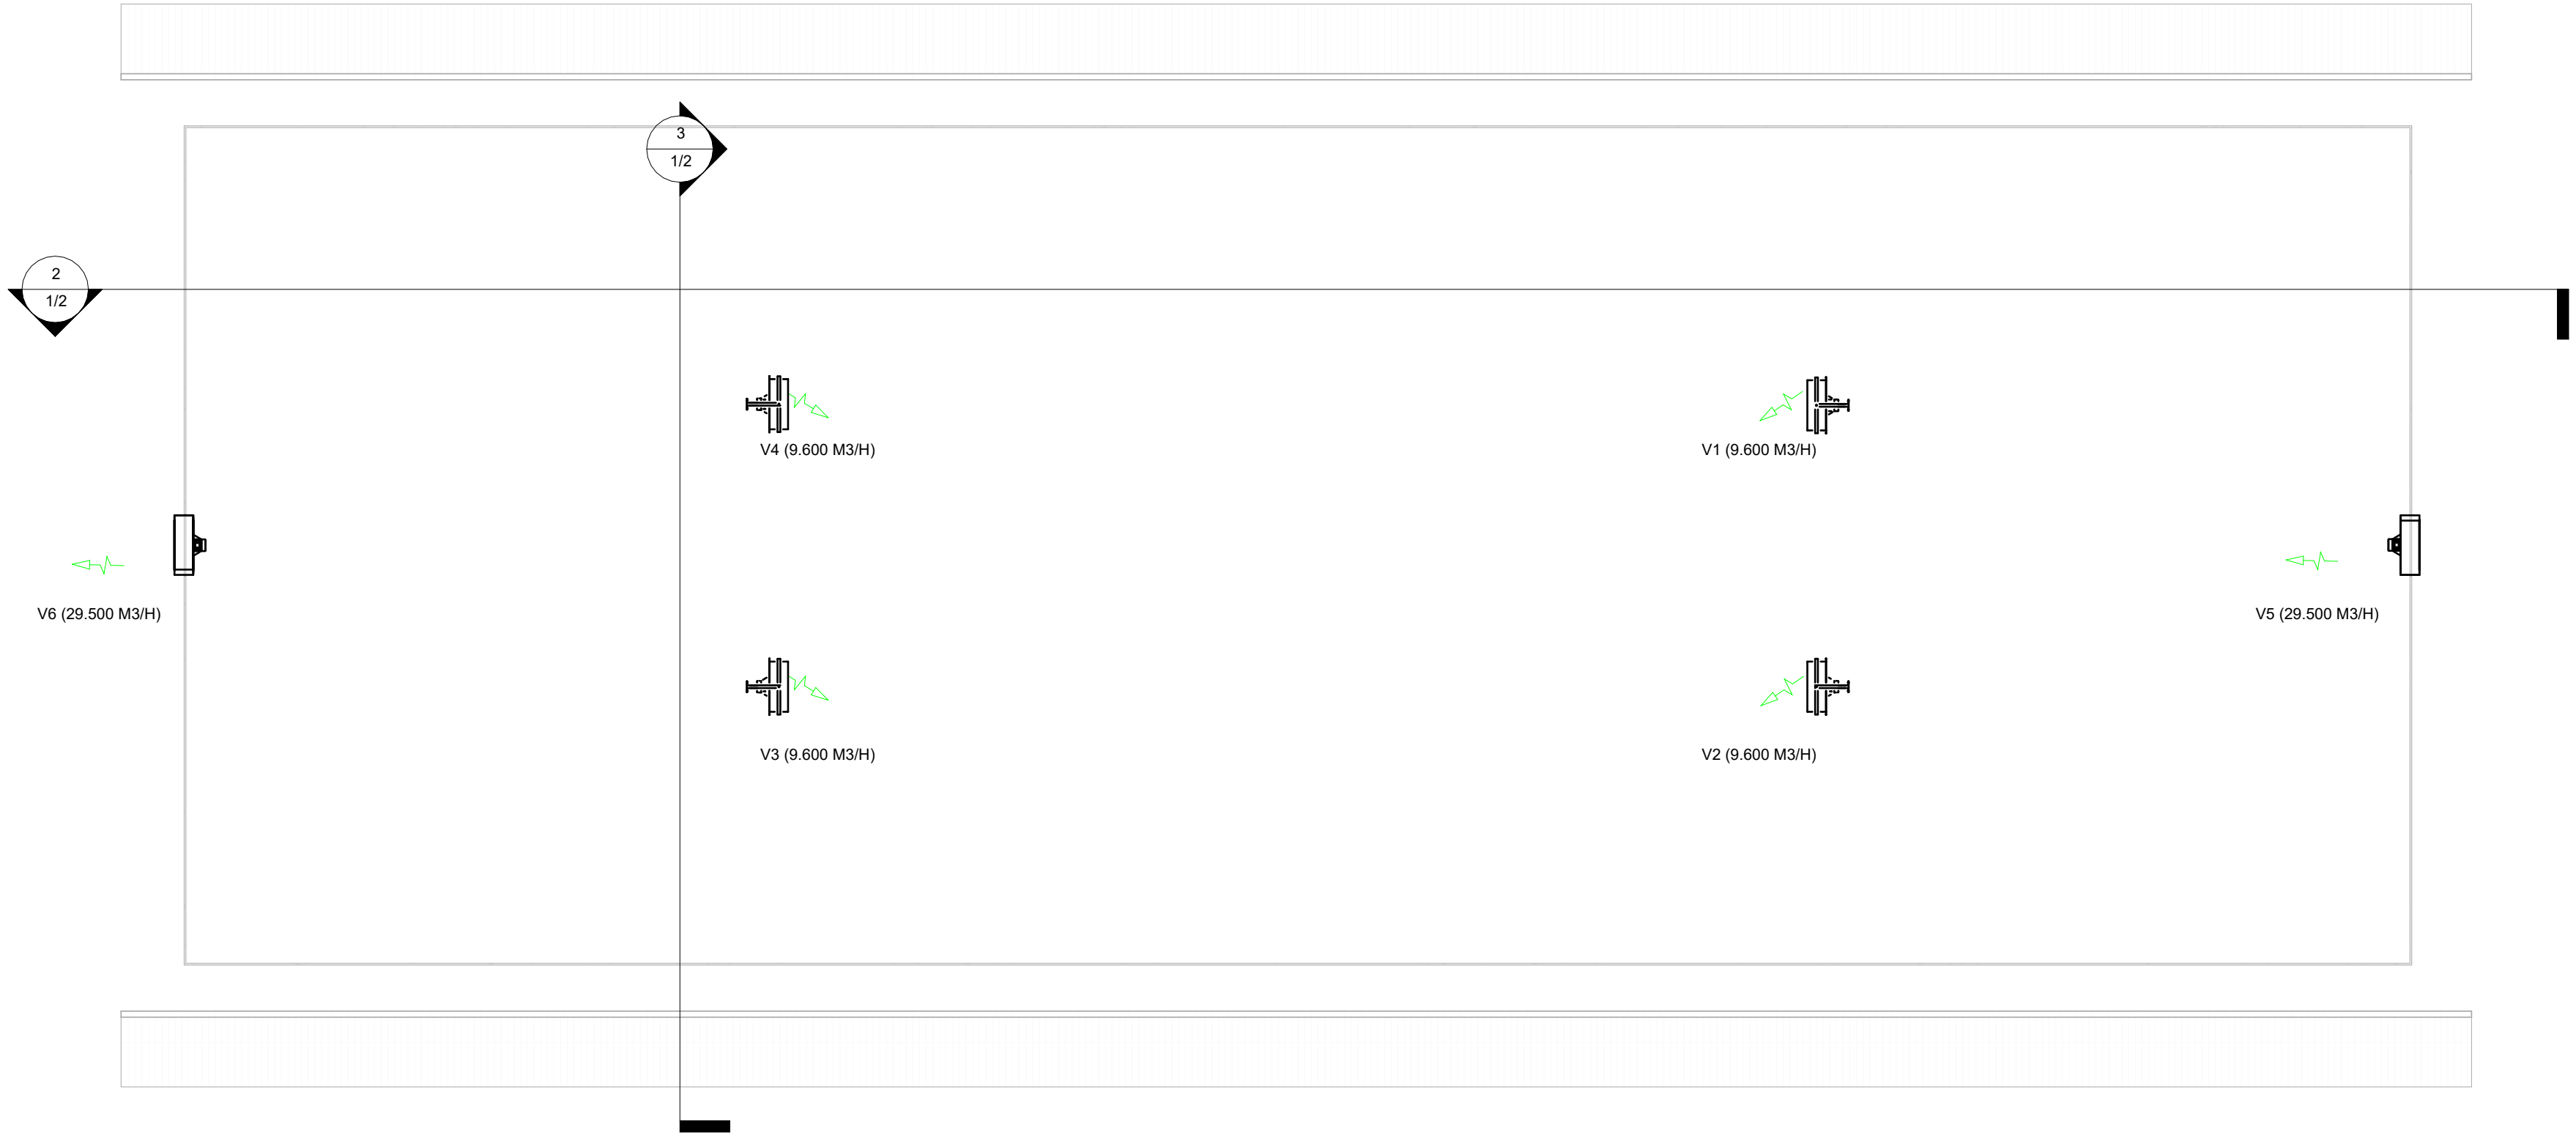 3
1/2
2
1/2
V4 (9.600 M3/H)
V1 (9.600 M3/H)
V6 (29.500 M3/H)
V5 (29.500 M3/H)
V3 (9.600 M3/H)
V2 (9.600 M3/H)